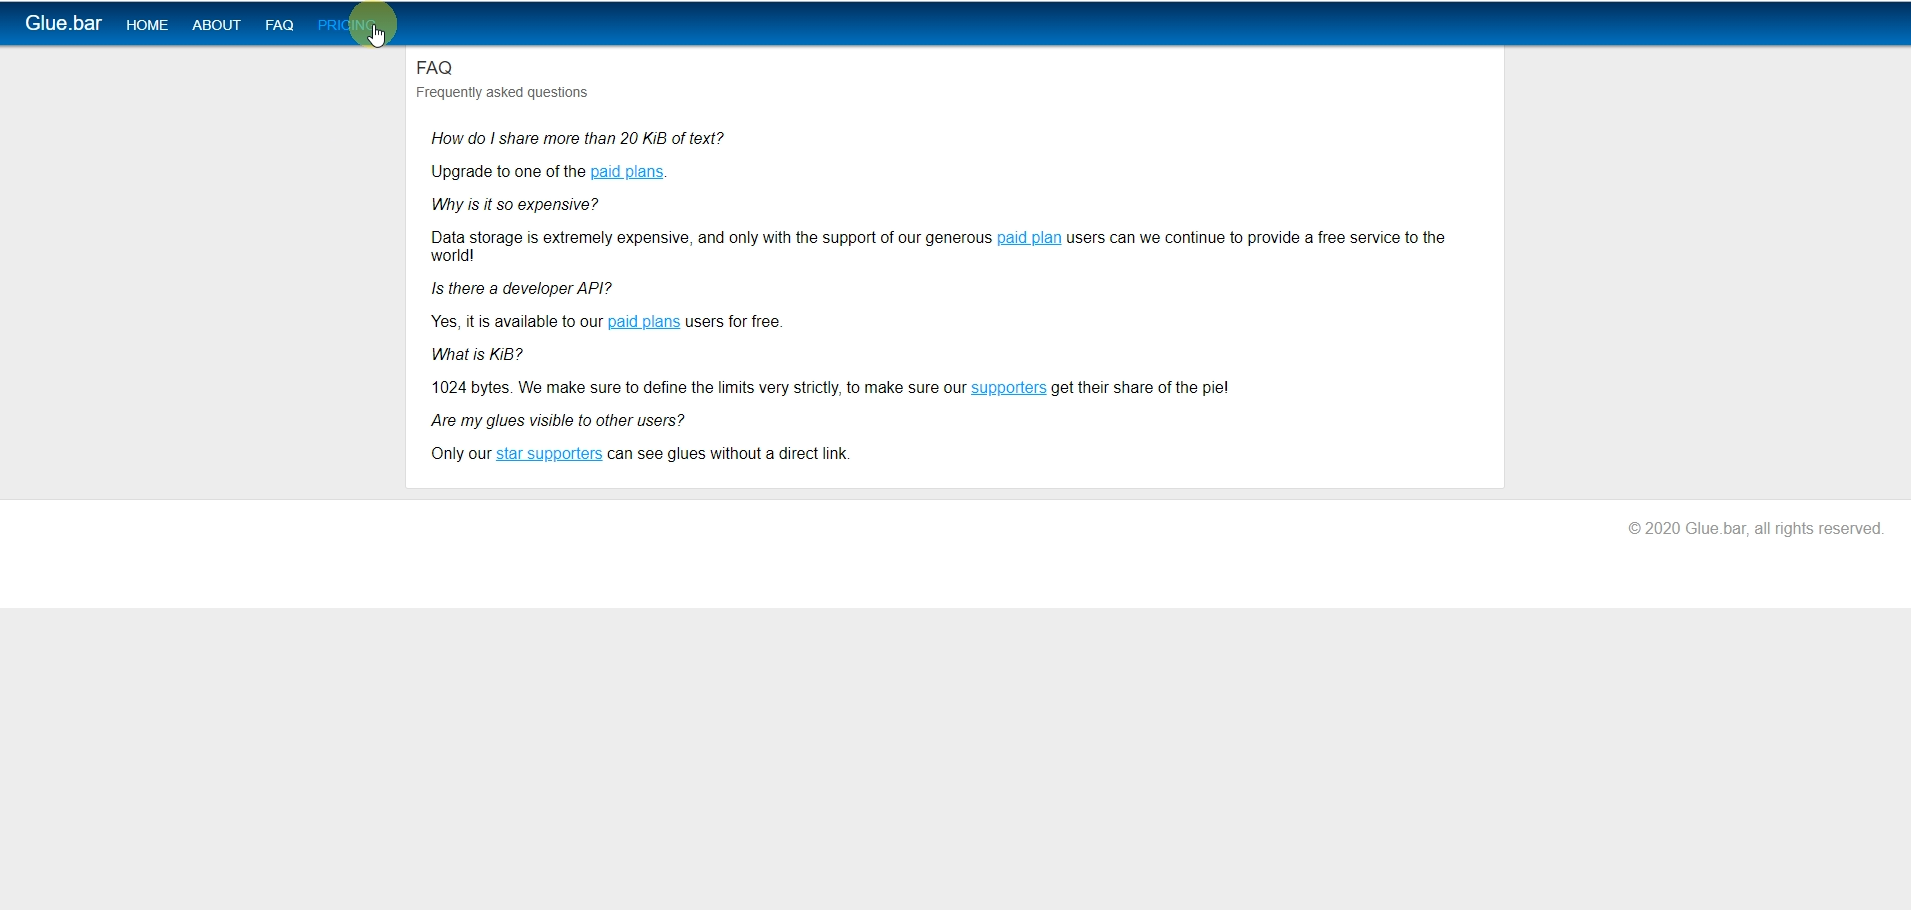 Glue.bar HOME ABOUT FAQ PRICING
FAQ
Frequently asked questions
How do I share more than 20 KiB of text?
Upgrade to one of the paid plans.
Why is it so expensive?
Data storage is extremely expensive, and only with the support of our generous paid plan users can we continue to provide a free service to the
world!
Is there a developer API?
Yes, it is available to our paid plans users for free.
What is KiB?
1024 bytes. We make sure to define the limits very strictly, to make sure our supporters get their share of the pie!
Are my glues visible to other users?
Only our star supporters can see glues without a direct link.
© 2020 Glue.bar, all rights reserved.